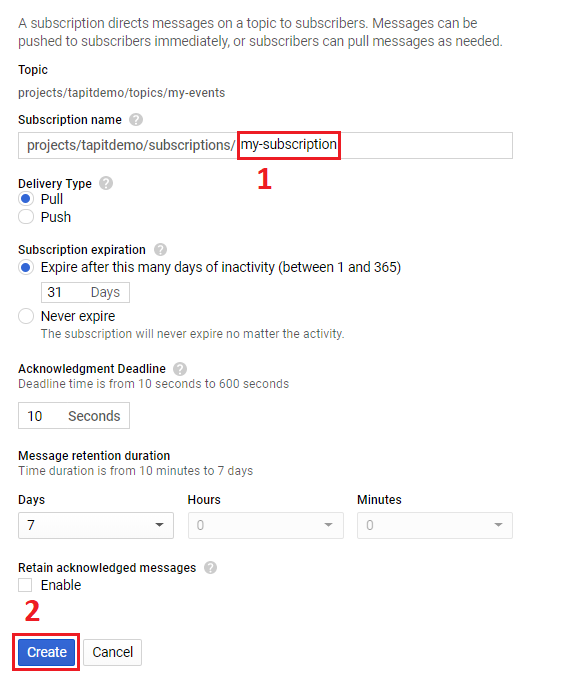 A subscription directs messages on a topic to subscribers. Messages can be
pushed to subscribers immediately, or subscribers can pull messages as needed.
Topic
projects/tapitdemo/topics/my-events
Subscription name ?
projects/tapitdemo/subscriptions/ my-subscription
1
Delivery Type ?
Pull
Push
Subscription expiration ?
Expire after this many days of inactivity (between 1 and 365)
31 Days
Never expire
The subscription will never expire no matter the activity.
Acknowledgment Deadline ?
Deadline time is from 10 seconds to 600 seconds
10 Seconds
Message retention duration
Time duration is from 10 minutes to 7 days
Days Hours Minutes
7 0 0
Retain acknowledged messages ?
Enable
2
Create Cancel